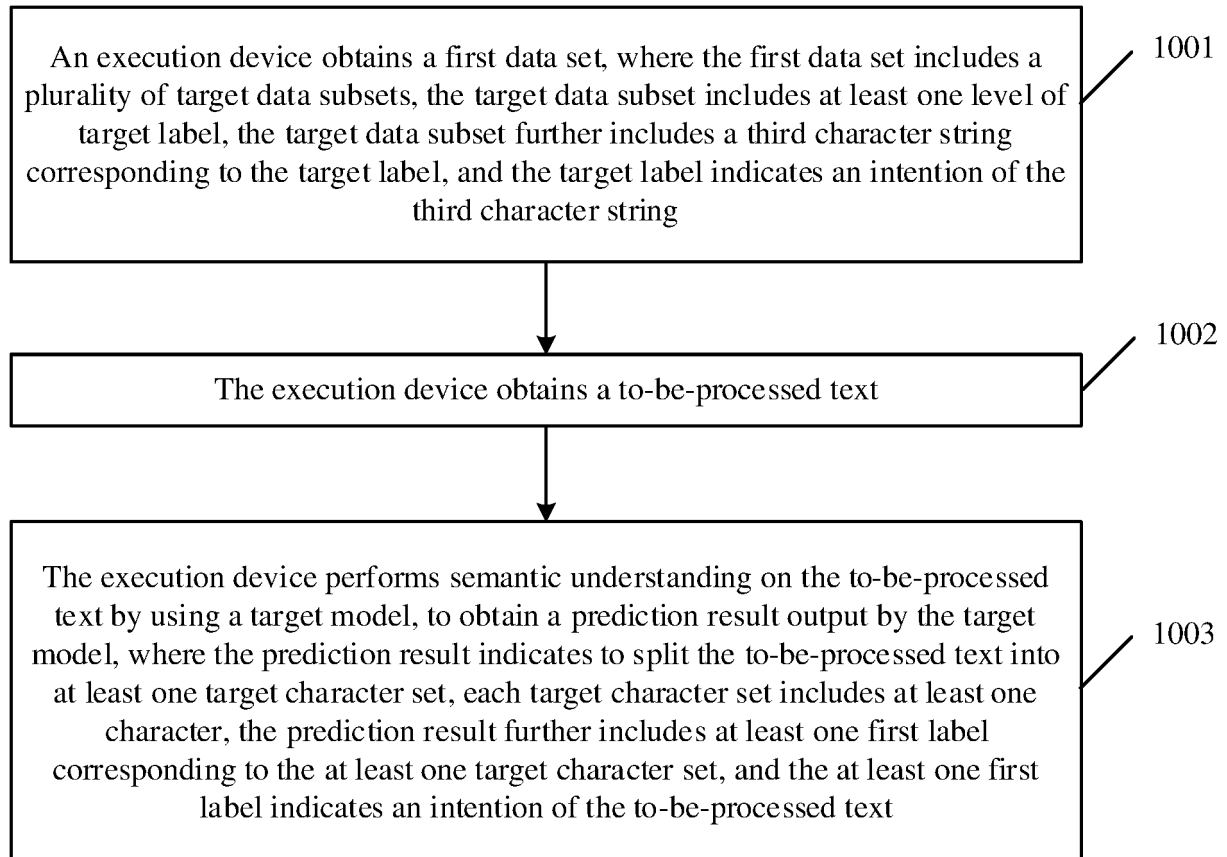 An execution device obtains a first data set, where the first data set includes a
plurality of target data subsets, the target data subset includes at least one level of
target label, the target data subset further includes a third character string
corresponding to the target label, and the target label indicates an intention of the
third character string
1001
The execution device obtains a to-be-processed text
1002
The execution device performs semantic understanding on the to-be-processed
text by using a target model, to obtain a prediction result output by the target
model, where the prediction result indicates to split the to-be-processed text into
at least one target character set, each target character set includes at least one
character, the prediction result further includes at least one first label
corresponding to the at least one target character set, and the at least one first
label indicates an intention of the to-be-processed text
1003